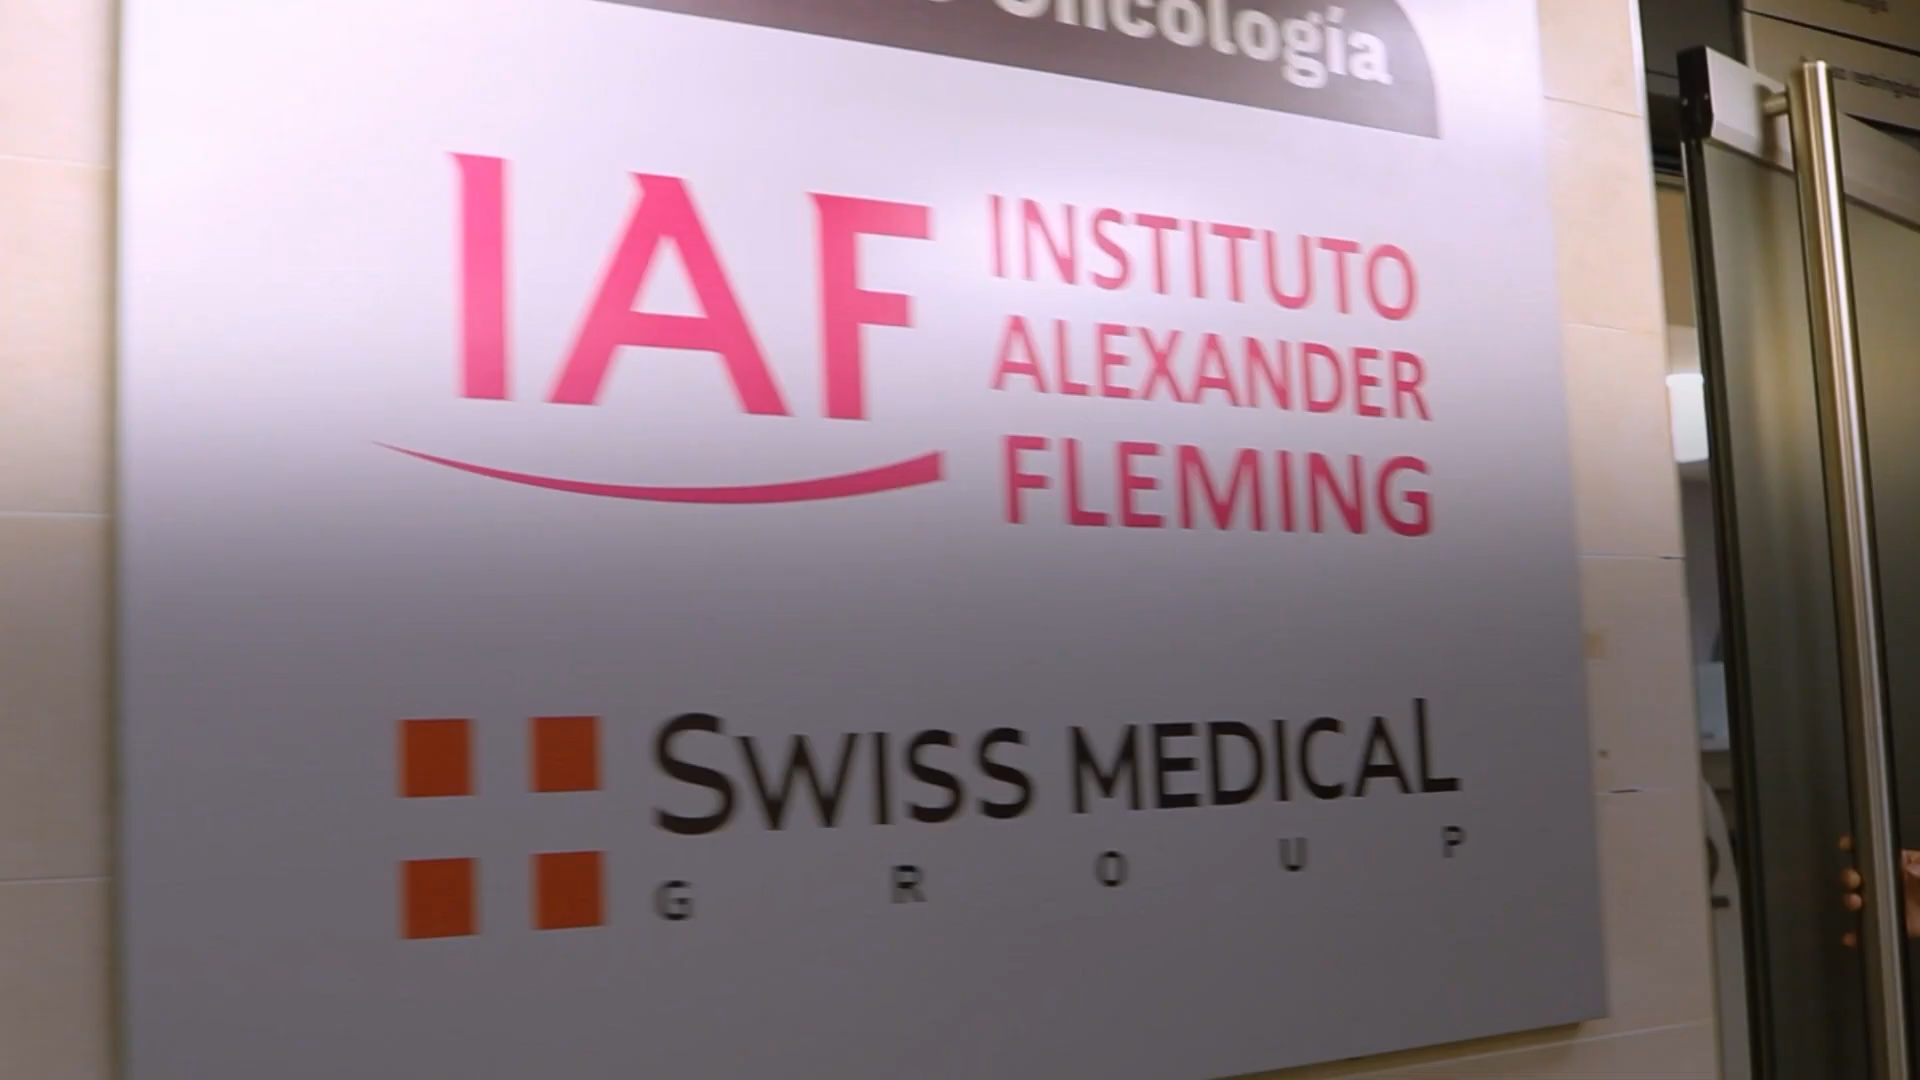 Oncología
IAF
INSTITUTO
ALEXANDER
FLEMING
SWISS MEDICAL
GROUP